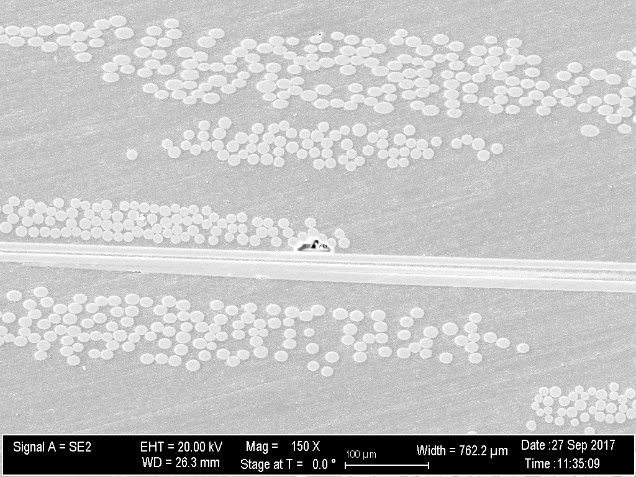 Signal A = SE2 EHT = 20.00 kV Mag = 150 X Width = 762.2 µm Date :27 Sep 2017
WD = 26.3 mm Stage at T = 0.0 ° 100 µm Time :11:35:09